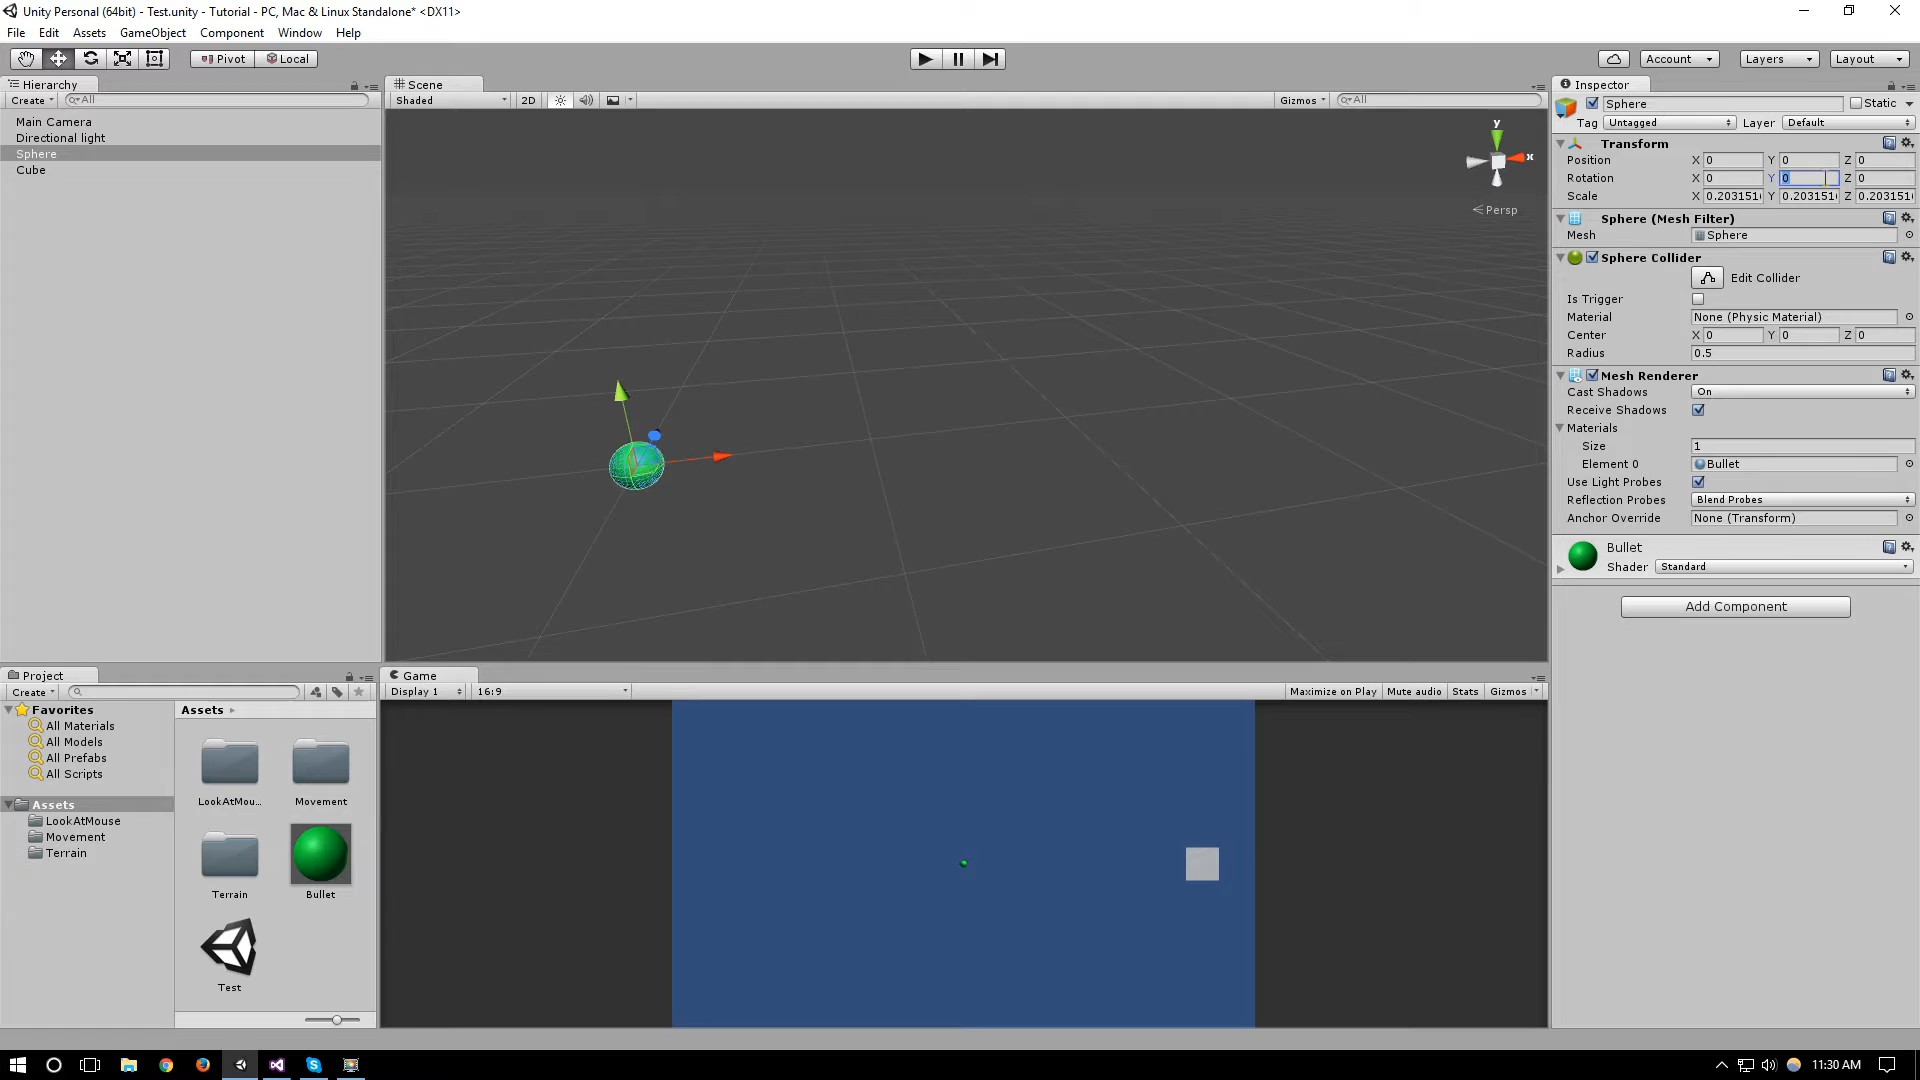 Unity Personal (64bit) - Test.unity - Tutorial - PC, Mac & Linux Standalone* <DX11>
File Edit Assets GameObject Component Window Help
Pivot Local Account Layers Layout
Hierarchy
Create All
Main Camera
Directional light
Sphere
Cube
Scene
Shaded 2D Gizmos All
y
x
Persp
Inspector
Sphere Static
Tag Untagged Layer Default
Transform
Position X 0 Y 0 Z 0
Rotation X 0 Y 0 Z 0
Scale X 0.203151 Y 0.203151 Z 0.203151
Sphere (Mesh Filter)
Mesh Sphere
Sphere Collider
Edit Collider
Is Trigger
Material None (Physic Material)
Center X 0 Y 0 Z 0
Radius 0.5
Mesh Renderer
Cast Shadows On
Receive Shadows
Materials
Size 1
Element 0 Bullet
Use Light Probes
Reflection Probes Blend Probes
Anchor Override None (Transform)
Bullet
Shader Standard
Add Component
Project
Create
Favorites
All Materials
All Models
All Prefabs
All Scripts
Assets
LookAtMouse
Movement
Terrain
Assets
LookAtMou... Movement
Terrain Bullet
Test
Game
Display 1 16:9 Maximize on Play Mute audio Stats Gizmos
11:30 AM